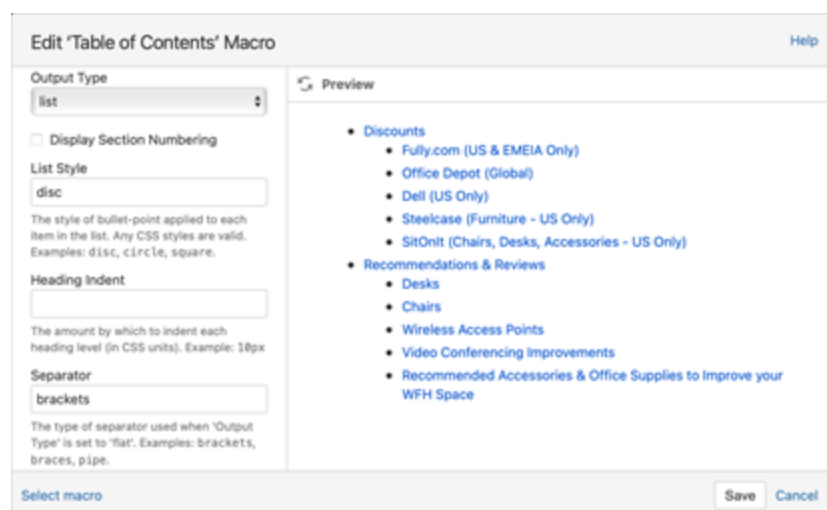 Edit 'Table of Contents' Macro
Help
Output Type
list
Display Section Numbering
List Style
disc
The style of bullet-point applied to each
item in the list. Any CSS styles are valid.
Examples: disc, circle, square.
Heading Indent
The amount by which to indent each
heading level (in CSS units). Example: 10px
Separator
brackets
The type of separator used when 'Output
Type' is set to 'flat'. Examples: brackets,
braces, pipe.
Preview
• Discounts
• Fully.com (US & EMEIA Only)
• Office Depot (Global)
• Dell (US Only)
• Steelcase (Furniture - US Only)
• SitOnIt (Chairs, Desks, Accessories - US Only)
• Recommendations & Reviews
• Desks
• Chairs
• Wireless Access Points
• Video Conferencing Improvements
• Recommended Accessories & Office Supplies to Improve your
WFH Space
Select macro
Save
Cancel